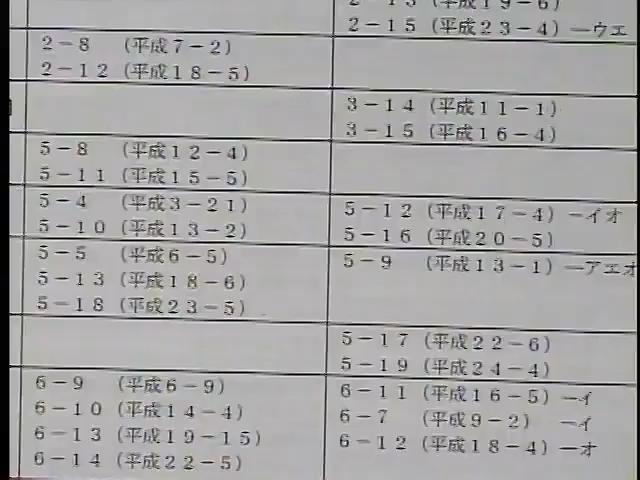 2－15（平成23－4）―ウエ
2－8　（平成7－2）
2－12（平成18－5）
3－14（平成11－1）
3－15（平成16－4）
5－8　（平成12－4）
5－11（平成15－5）
5－4　（平成3－21）
5－10（平成13－2）
5－12（平成17－4）―イオ
5－16（平成20－5）
5－5　（平成6－5）
5－13（平成18－6）
5－18（平成23－5）
5－9　（平成13－1）―アエオ
5－17（平成22－6）
5－19（平成24－4）
6－9　（平成6－9）
6－10（平成14－4）
6－13（平成19－15）
6－14（平成22－5）
6－11（平成16－5）―イ
6－7　（平成9－2）　―イ
6－12（平成18－4）―オ